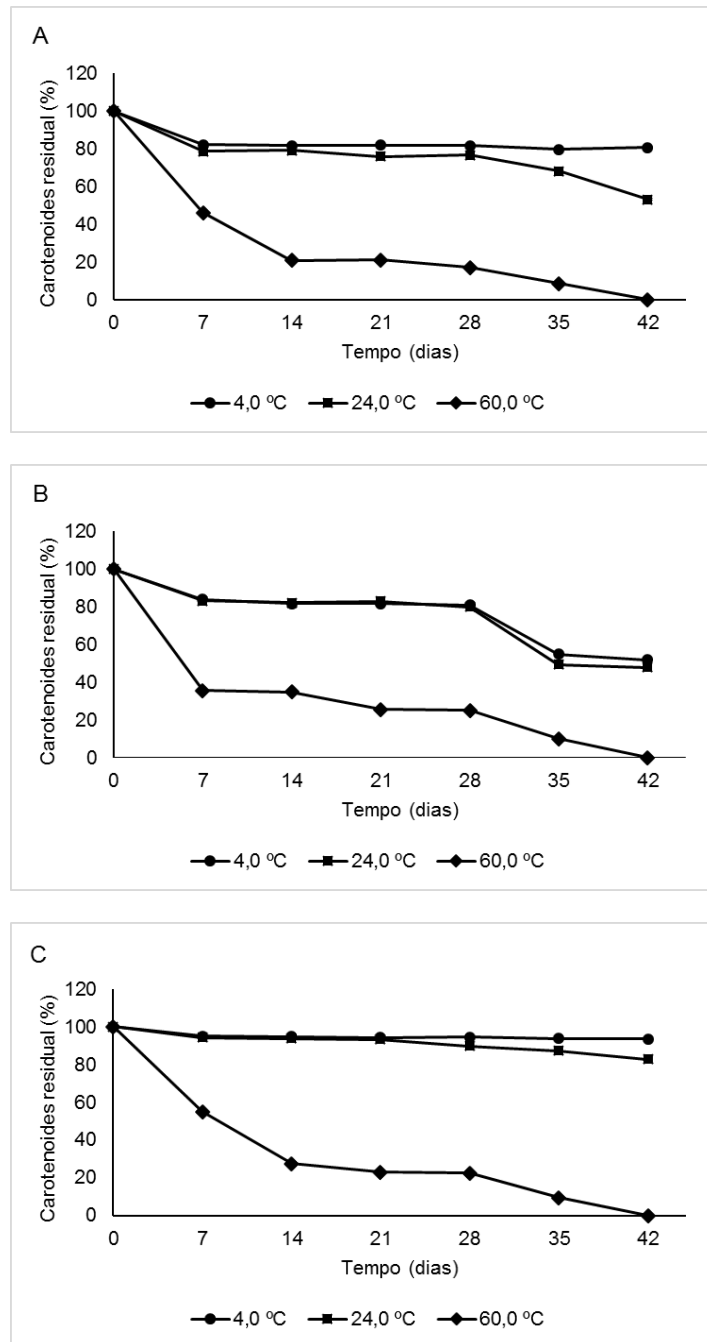 A
Carotenoides residual (%)
120
100
80
60
40
20
0
0 7 14 21 28 35 42
Tempo (dias)
4,0 ºC 24,0 ºC 60,0 ºC
B
Carotenoides residual (%)
120
100
80
60
40
20
0
0 7 14 21 28 35 42
Tempo (dias)
4,0 ºC 24,0 ºC 60,0 ºC
C
Carotenoides residual (%)
120
100
80
60
40
20
0
0 7 14 21 28 35 42
Tempo (dias)
4,0 ºC 24,0 ºC 60,0 ºC